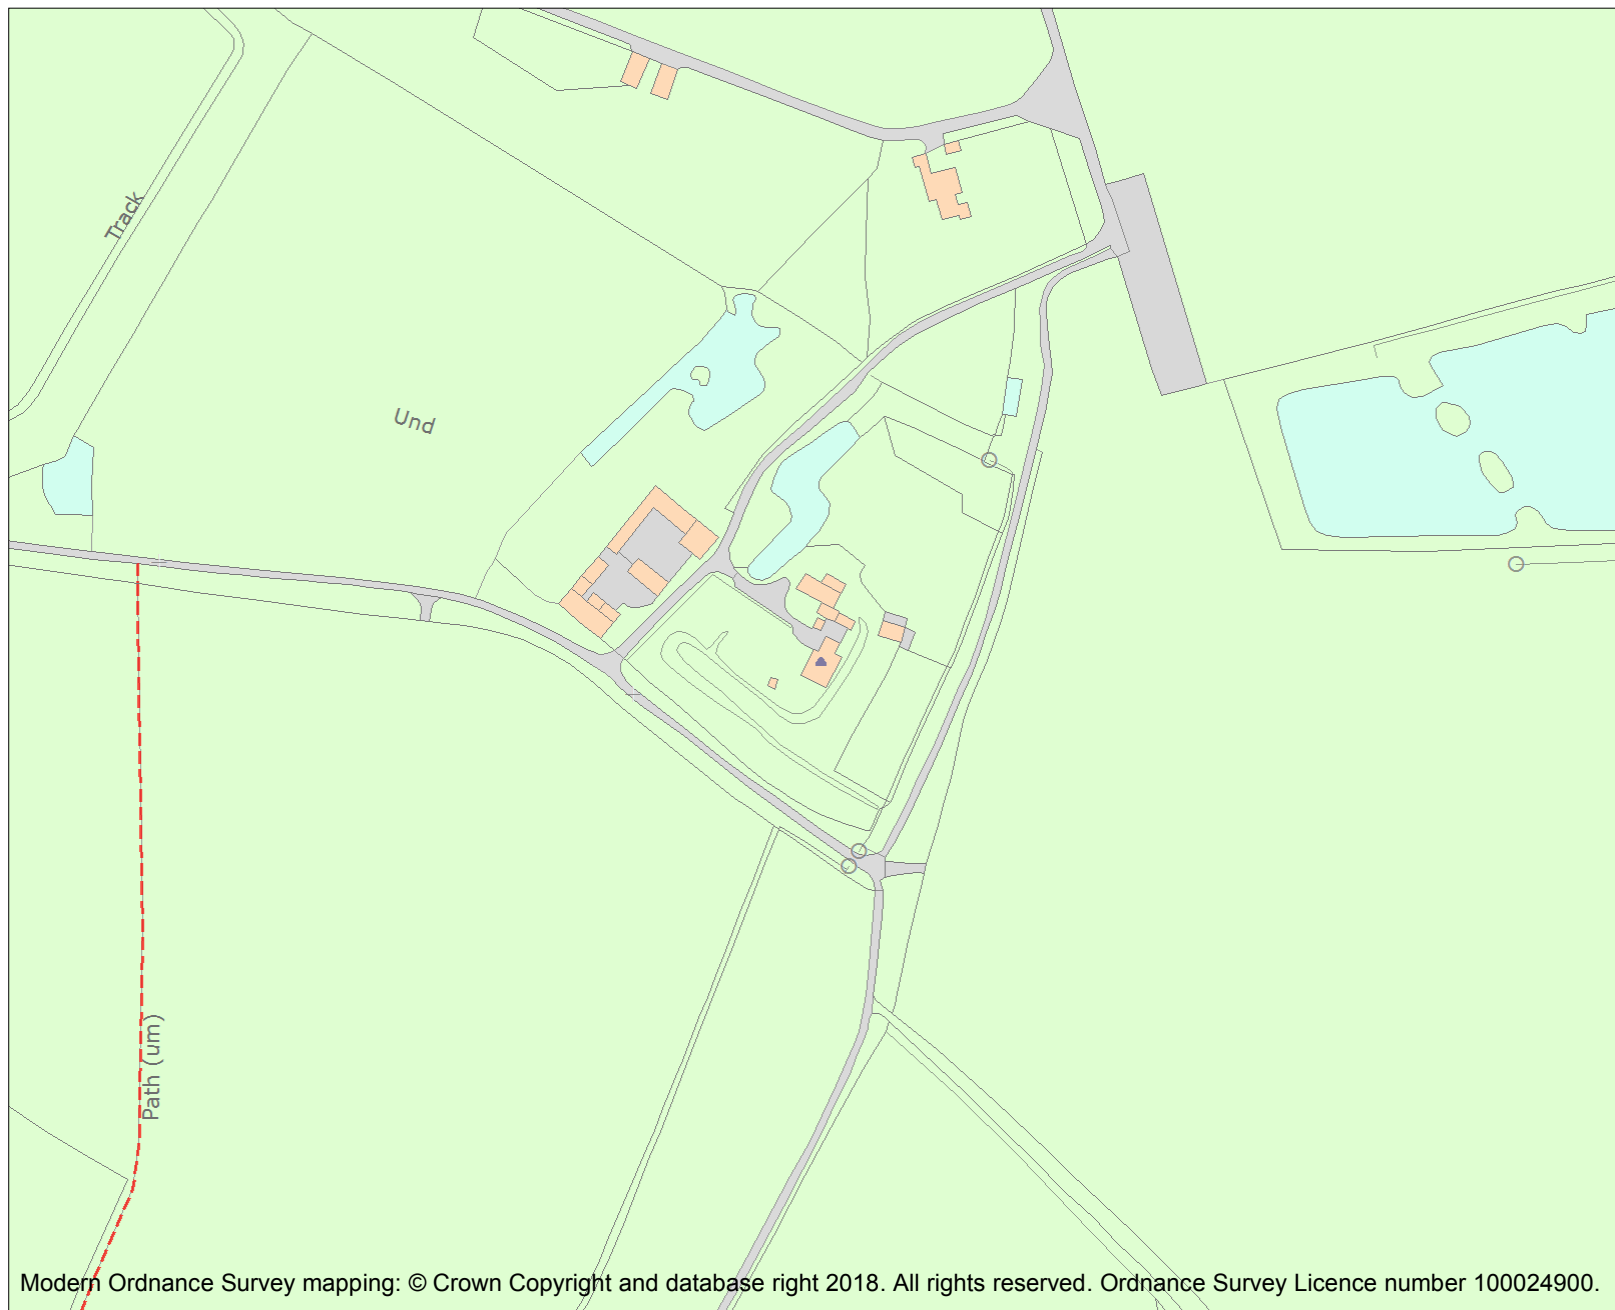 Track
Und
Path (um)
Modern Ordnance Survey mapping: © Crown Copyright and database right 2018. All rights reserved. Ordnance Survey Licence number 100024900.